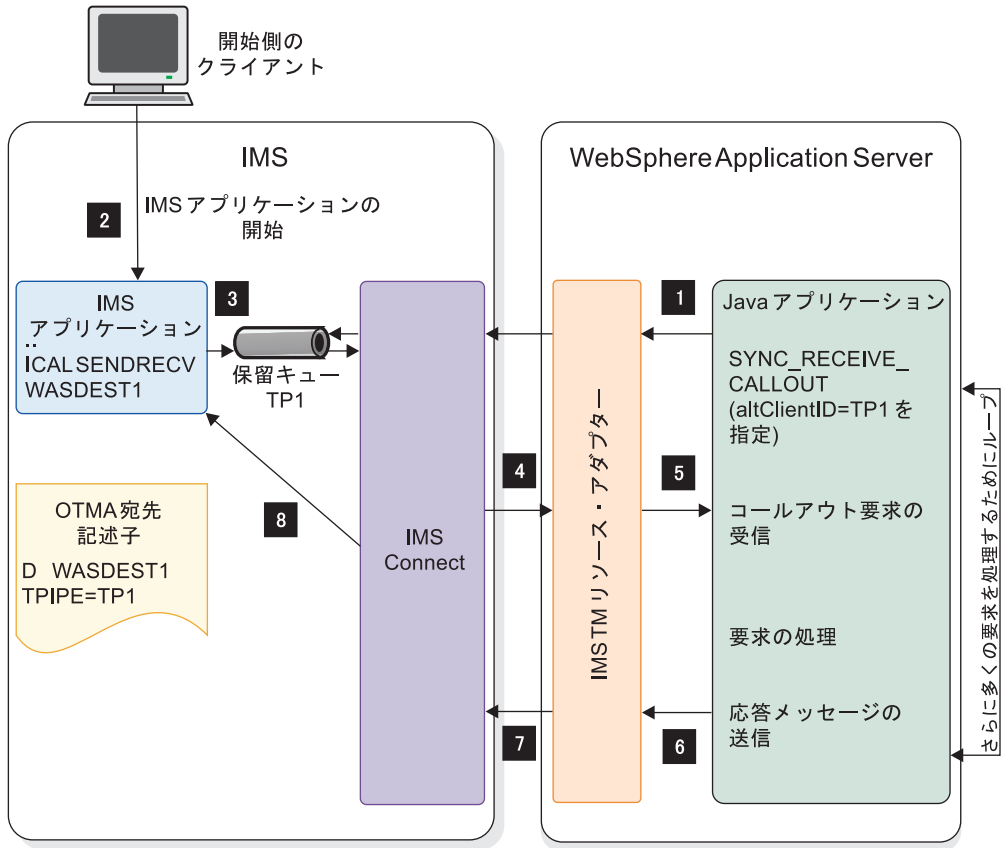 開始側の
クライアント
IMS
WebSphere Application Server
2
IMS アプリケーションの
開始
IMS
アプリケーション
..
ICAL SENDRECV
WASDEST1
3
保留キュー
TP1
OTMA 宛先
記述子
D WASDEST1
TPIPE=TP1
8
IMS
Connect
4
7
IMS TM リソース・アダプター
1
5
6
Java アプリケーション
SYNC_RECEIVE_
CALLOUT
(altClientID=TP1 を
指定)
コールアウト要求の
受信
要求の処理
応答メッセージの
送信
さらに多くの要求を処理するためにループ